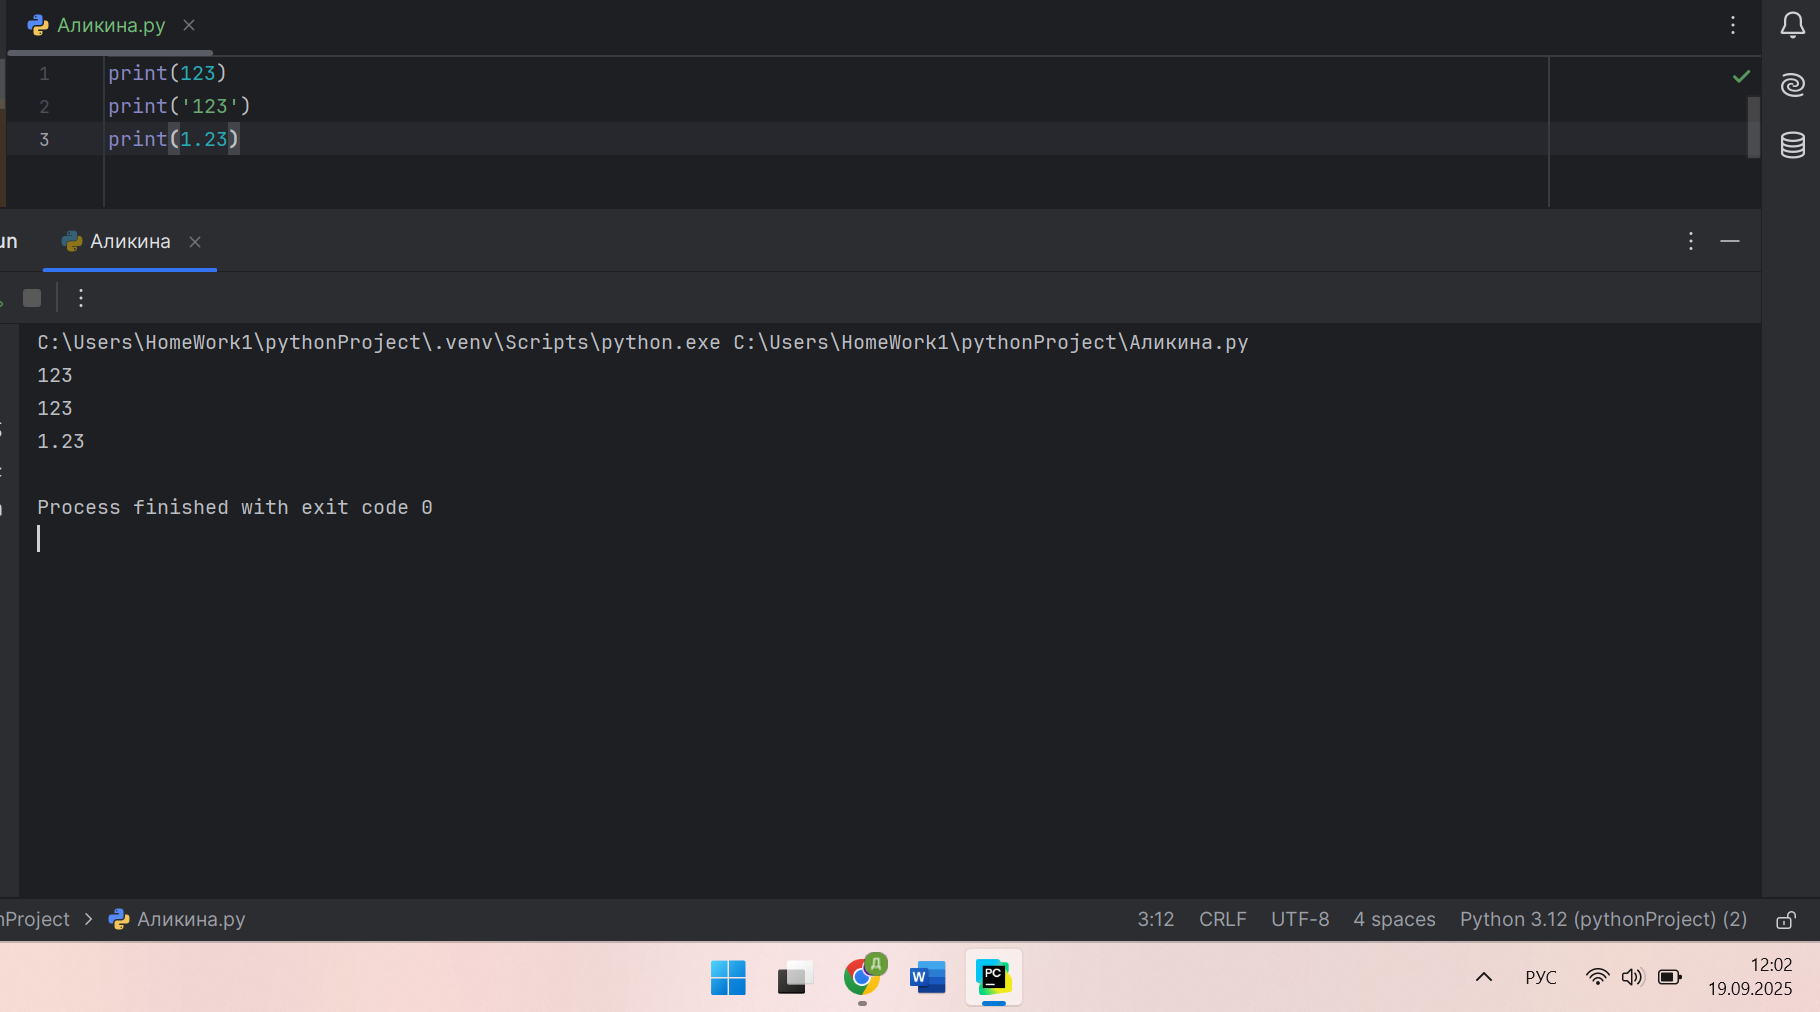 Аликина.py
1 print(123)
2 print('123')
3 print(1.23)
Аликина
C:\Users\HomeWork1\pythonProject\.venv\Scripts\python.exe C:\Users\HomeWork1\pythonProject\Аликина.py
123
123
1.23
Process finished with exit code 0
Аликина.py
3:12 CRLF UTF-8 4 spaces Python 3.12 (pythonProject) (2)
Д
W
PC
РУС
12:02
19.09.2025